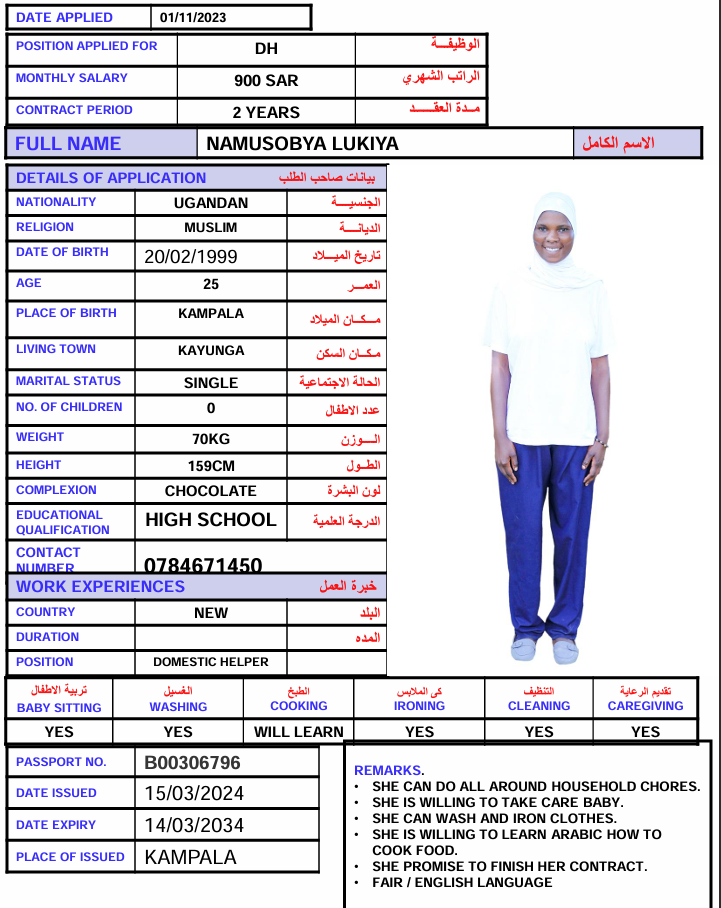 DATE APPLIED 01/11/2023
POSITION APPLIED FOR DH الوظيفـــة
MONTHLY SALARY 900 SAR الراتب الشهري
CONTRACT PERIOD 2 YEARS مــدة العقــــد
FULL NAME NAMUSOBYA LUKIYA الاسم الكامل
DETAILS OF APPLICATION بيانات صاحب الطلب
NATIONALITY UGANDAN الجنسيـــــة
RELIGION MUSLIM الديانـــــة
DATE OF BIRTH 20/02/1999 تاريخ الميـــلاد
AGE 25 العمـــر
PLACE OF BIRTH KAMPALA مــكــان الميلاد
LIVING TOWN KAYUNGA مـكــان السكن
MARITAL STATUS SINGLE الحالة الاجتماعية
NO. OF CHILDREN 0 عدد الاطفال
WEIGHT 70KG الــــوزن
HEIGHT 159CM الطــول
COMPLEXION CHOCOLATE لون البشرة
EDUCATIONAL QUALIFICATION HIGH SCHOOL الدرجة العلمية
CONTACT NUMBER 0784671450
WORK EXPERIENCES خبرة العمل
COUNTRY NEW البلد
DURATION المده
POSITION DOMESTIC HELPER
تربية الاطفال الغسيل الطبخ كى الملابس التنظيف تقديم الرعاية
BABY SITTING WASHING COOKING IRONING CLEANING CAREGIVING
YES YES WILL LEARN YES YES YES
PASSPORT NO. B00306796
DATE ISSUED 15/03/2024
DATE EXPIRY 14/03/2034
PLACE OF ISSUED KAMPALA
REMARKS.
• SHE CAN DO ALL AROUND HOUSEHOLD CHORES.
• SHE IS WILLING TO TAKE CARE BABY.
• SHE CAN WASH AND IRON CLOTHES.
• SHE IS WILLING TO LEARN ARABIC HOW TO
COOK FOOD.
• SHE PROMISE TO FINISH HER CONTRACT.
• FAIR / ENGLISH LANGUAGE